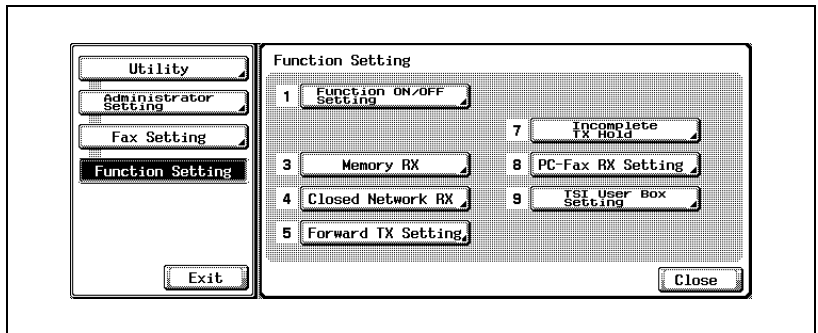 Utility
Administrator
Setting
Fax Setting
Function Setting
Exit
Function Setting
1 Function ON/OFF
Setting
3 Memory RX
4 Closed Network RX
5 Forward TX Setting
7 Incomplete
TX Hold
8 PC-Fax RX Setting
9 TSI User Box
Setting
Close